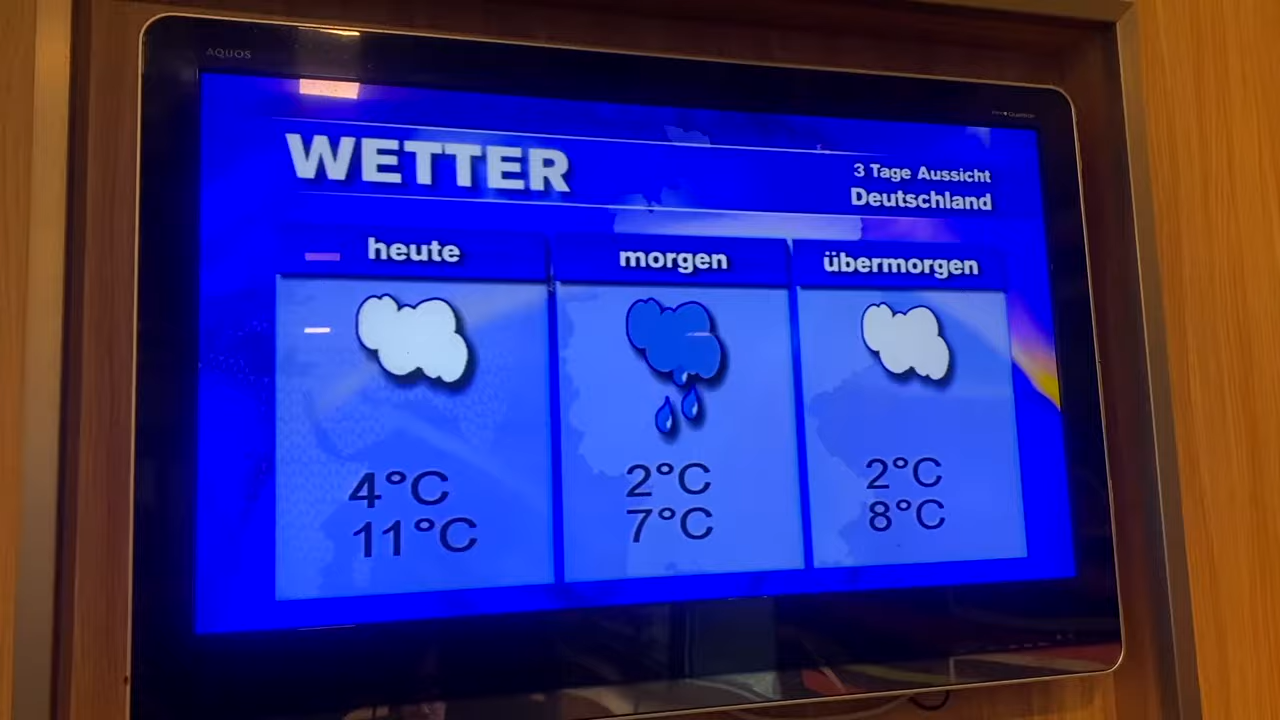 AQUOS
WETTER
3 Tage Aussicht
Deutschland
heute
morgen
übermorgen
4°C
11°C
2°C
7°C
2°C
8°C